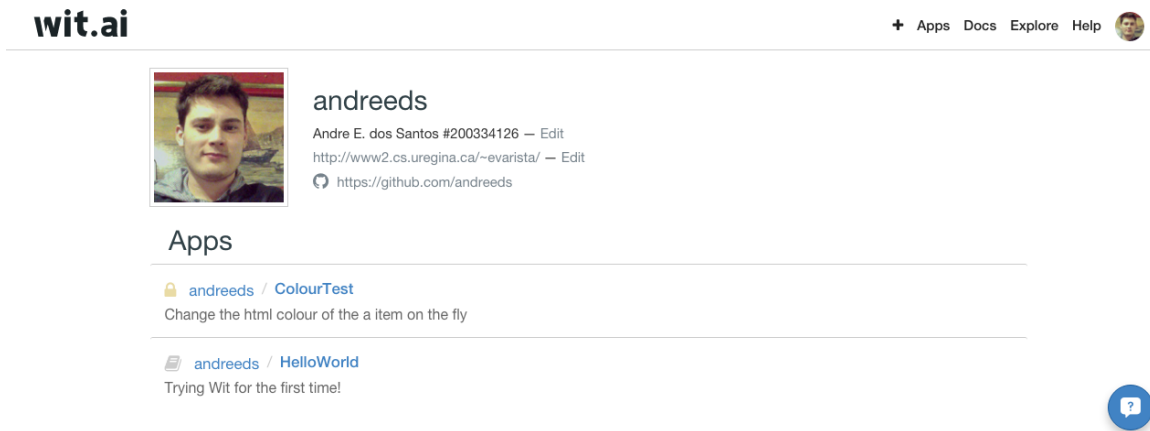 wit.ai
+ Apps Docs Explore Help
andreeds
Andre E. dos Santos #200334126 — Edit
http://www2.cs.uregina.ca/~evarista/ — Edit
https://github.com/andreeds
Apps
andreeds / ColourTest
Change the html colour of the a item on the fly
andreeds / HelloWorld
Trying Wit for the first time!
?